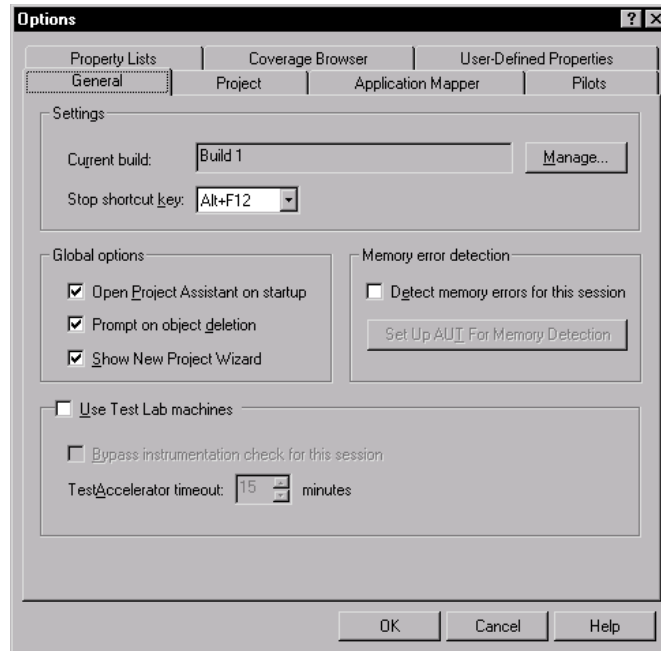 Options
Property Lists
Coverage Browser
User-Defined Properties
General
Project
Application Mapper
Pilots
Settings
Current build:
Build 1
Manage...
Stop shortcut key:
Alt+F12
Global options
Memory error detection
Open Project Assistant on startup
Detect memory errors for this session
Prompt on object deletion
Set Up AUT For Memory Detection
Show New Project Wizard
Use Test Lab machines
Bypass instrumentation check for this session
TestAccelerator timeout:
15
minutes
OK
Cancel
Help